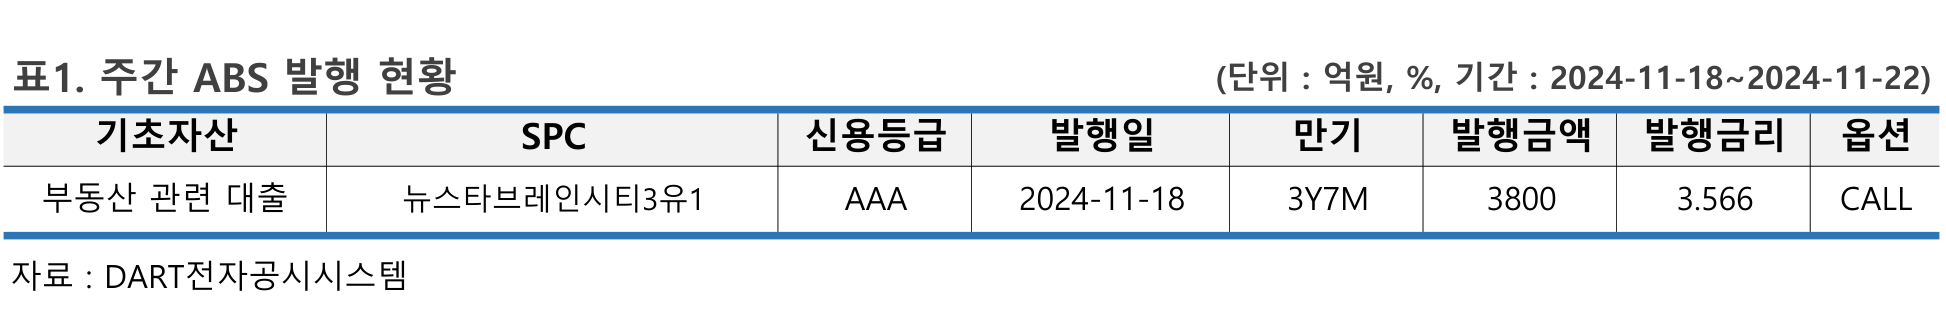 표1. 주간 ABS 발행 현황 (단위 : 억원, %, 기간 : 2024-11-18~2024-11-22)
기초자산 SPC 신용등급 발행일 만기 발행금액 발행금리 옵션
부동산 관련 대출 뉴스타브레인시티3유1 AAA 2024-11-18 3Y7M 3800 3.566 CALL
자료 : DART전자공시시스템